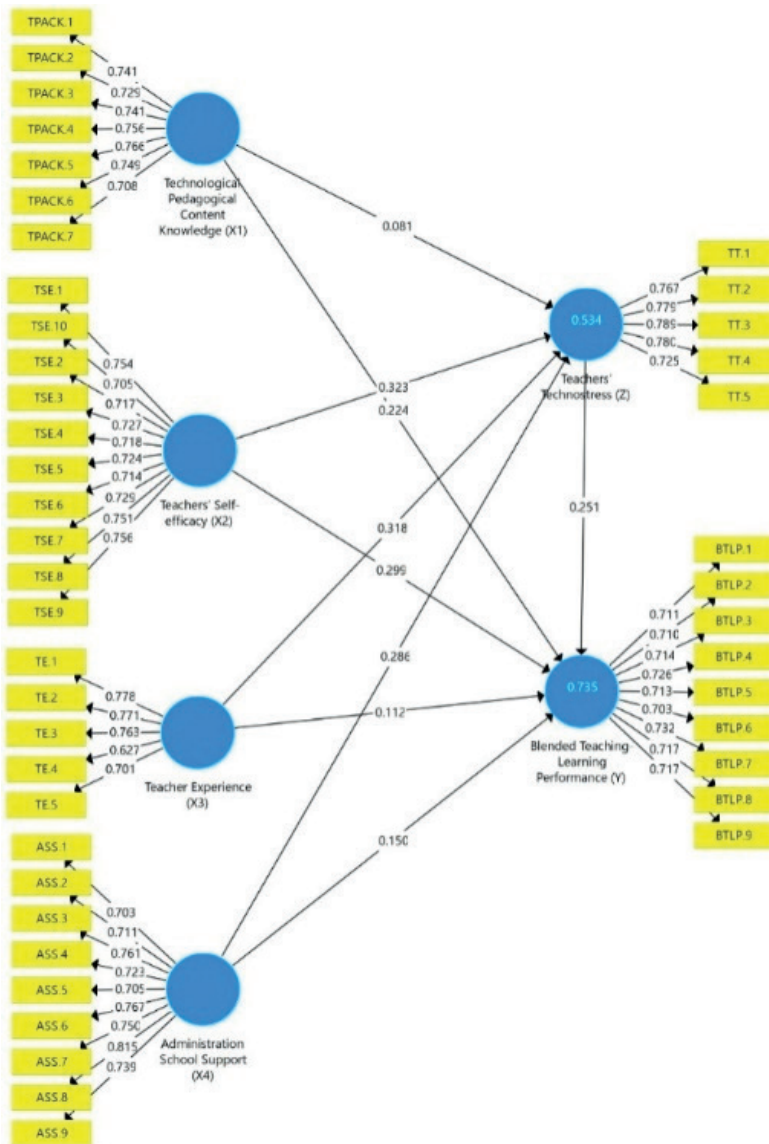 TPACK.1
TPACK.2
TPACK.3
TPACK.4
TPACK.5
TPACK.6
TPACK.7
0.741
0.729
0.741
0.756
0.766
0.749
0.708
Technological
Pedagogical
Content
Knowledge (X1)
0.081
TSE.1
TSE.10
TSE.2
TSE.3
TSE.4
TSE.5
TSE.6
TSE.7
TSE.8
TSE.9
0.754
0.705
0.717
0.727
0.718
0.724
0.714
0.729
0.751
0.756
Teachers' Self-
efficacy (X2)
0.323
0.224
0.318
0.299
0.286
0.534
Teachers'
Technostress (Z)
0.767
0.779
0.789
0.780
0.725
TT.1
TT.2
TT.3
TT.4
TT.5
0.251
TE.1
TE.2
TE.3
TE.4
TE.5
0.778
0.771
0.763
0.627
0.701
Teacher Experience
(X3)
0.112
0.150
0.735
Blended Teaching-
Learning
Performance (Y)
0.711
0.710
0.714
0.726
0.713
0.703
0.732
0.717
0.717
BTLP.1
BTLP.2
BTLP.3
BTLP.4
BTLP.5
BTLP.6
BTLP.7
BTLP.8
BTLP.9
ASS.1
ASS.2
ASS.3
ASS.4
ASS.5
ASS.6
ASS.7
ASS.8
ASS.9
0.703
0.711
0.761
0.723
0.705
0.767
0.750
0.815
0.739
Administration
School Support
(X4)